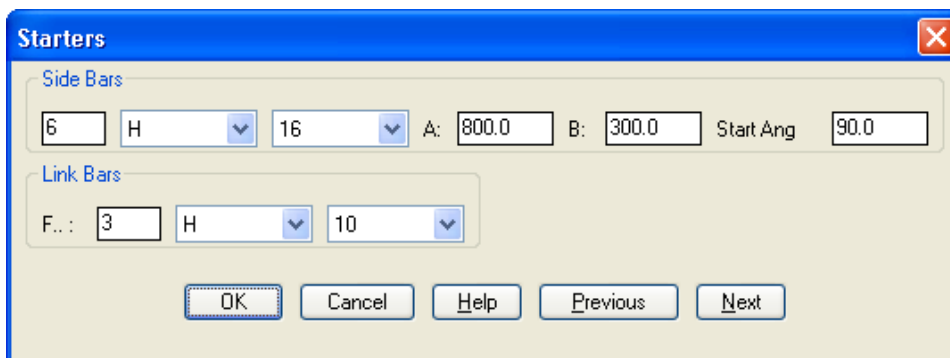 Starters
Side Bars
6 H 16 A: 800.0 B: 300.0 Start Ang 90.0
Link Bars
F.. : 3 H 10
OK Cancel Help Previous Next